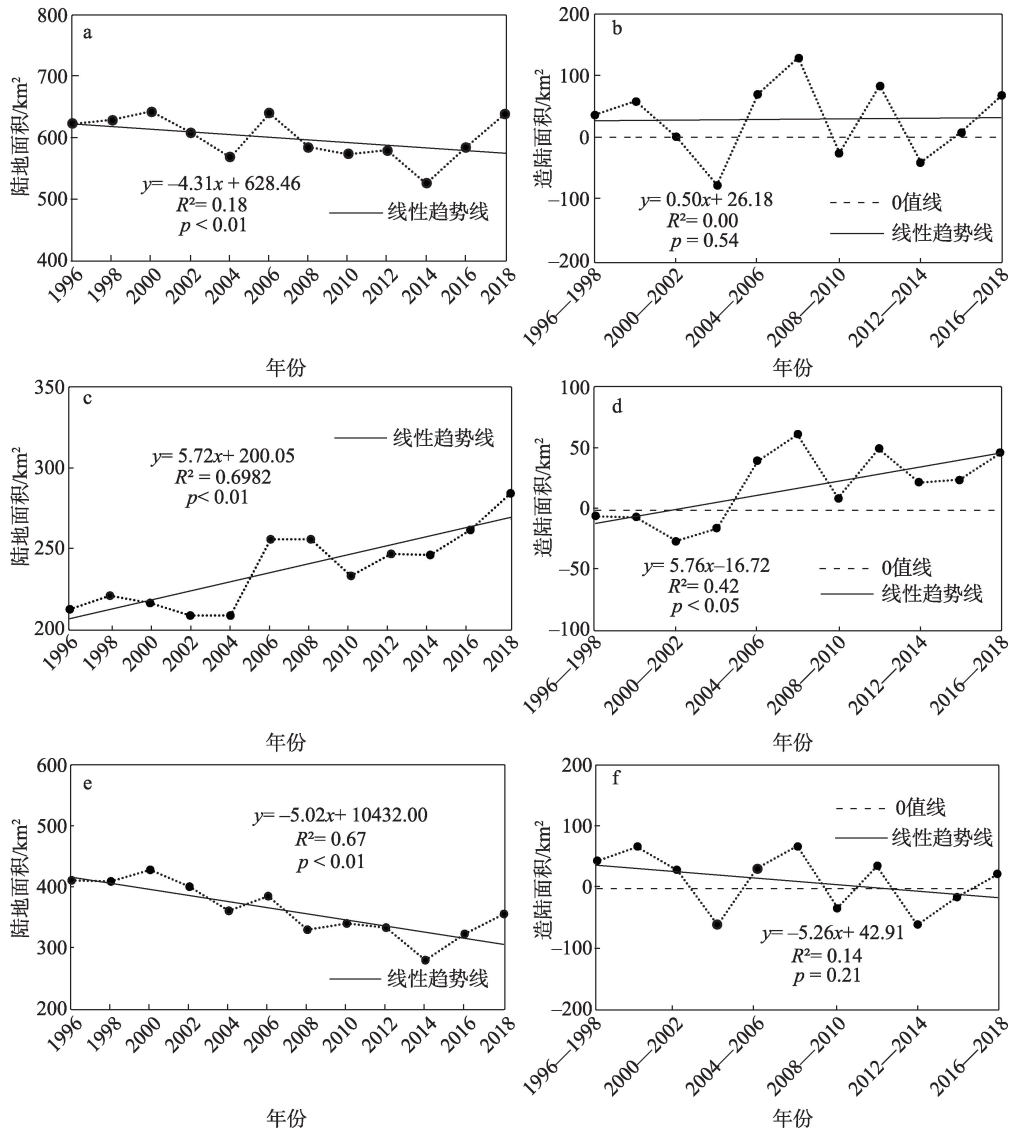 a
800
700
600
500
400
陆地面积/km²
y= –4.31x + 628.46
R²= 0.18
p < 0.01
线性趋势线
1996
1998
2000
2002
2004
2006
2008
2010
2012
2014
2016
2018
年份
b
200
100
0
–100
–200
造陆面积/km²
y= 0.50x+ 26.18
R²= 0.00
p = 0.54
0值线
线性趋势线
1996—1998
2000—2002
2004—2006
2008—2010
2012—2014
2016—2018
年份
c
350
300
250
200
陆地面积/km²
y= 5.72x+ 200.05
R² = 0.6982
p< 0.01
线性趋势线
1996
1998
2000
2002
2004
2006
2008
2010
2012
2014
2016
2018
年份
d
100
50
0
–50
–100
造陆面积/km²
y= 5.76x–16.72
R²= 0.42
p < 0.05
0值线
线性趋势线
1996—1998
2000—2002
2004—2006
2008—2010
2012—2014
2016—2018
年份
e
600
500
400
300
200
陆地面积/km²
y= –5.02x+ 10432.00
R²= 0.67
p < 0.01
线性趋势线
1996
1998
2000
2002
2004
2006
2008
2010
2012
2014
2016
2018
年份
f
200
100
0
–100
–200
造陆面积/km²
0值线
线性趋势线
y= –5.26x+ 42.91
R²= 0.14
p = 0.21
1996—1998
2000—2002
2004—2006
2008—2010
2012—2014
2016—2018
年份